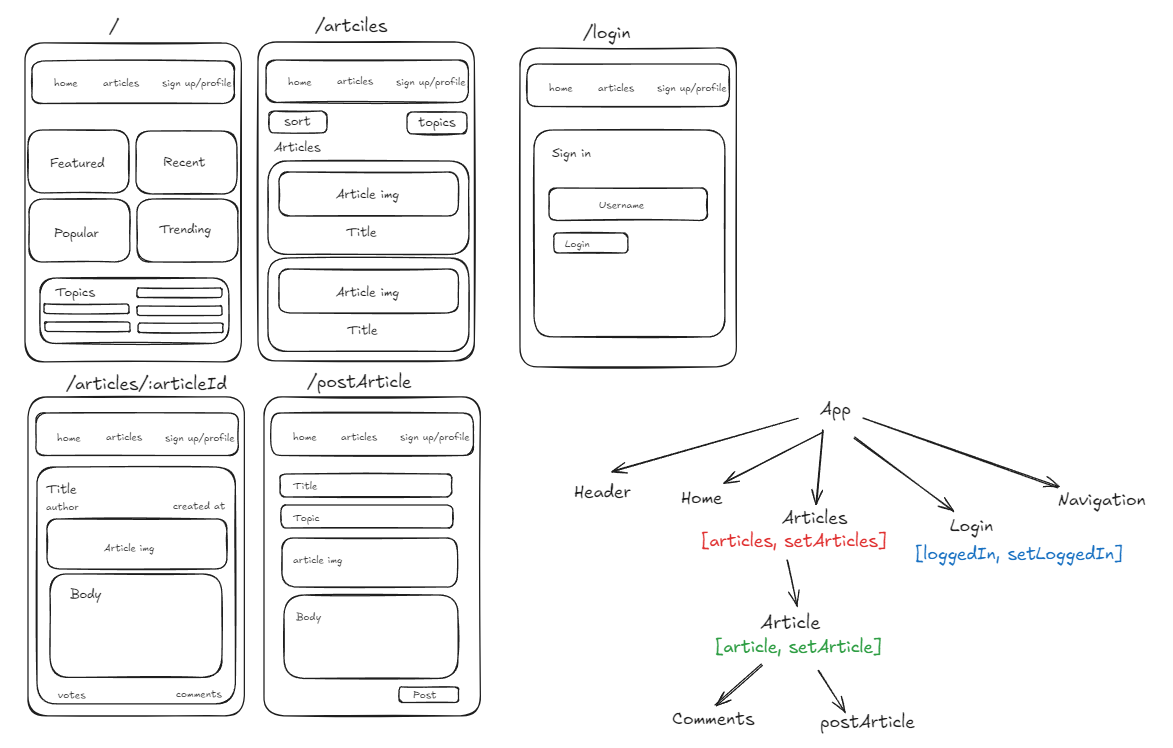 /
home articles sign up/profile
Featured Recent
Popular Trending
Topics
/artciles
home articles sign up/profile
sort topics
Articles
Article img
Title
Article img
Title
/login
home articles sign up/profile
Sign in
Username
Login
/articles/:articleId
home articles sign up/profile
Title
author created at
Article img
Body
votes comments
/postArticle
home articles sign up/profile
Title
Topic
article img
Body
Post
App
Header Home Articles Login Navigation
[articles, setArticles] [loggedIn, setLoggedIn]
Article
[article, setArticle]
Comments postArticle